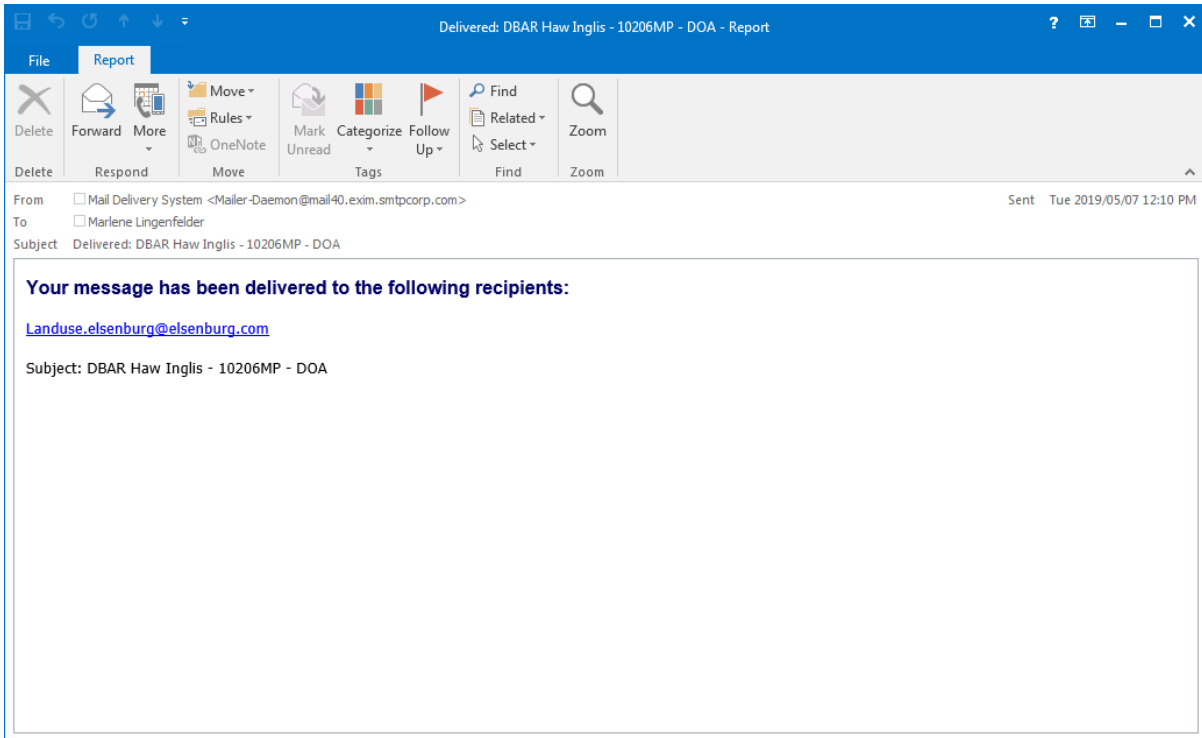 Delivered: DBAR Haw Inglis - 10206MP - DOA - Report
File Report
Delete
Forward
More
Move
Rules
OneNote
Mark Unread
Categorize
Follow Up
Find
Related
Select
Zoom
Delete Respond Move Tags Find Zoom
From Mail Delivery System <Mailer-Daemon@mail40.exim.smtpcorp.com> Sent Tue 2019/05/07 12:10 PM
To Marlene Lingenfelder
Subject Delivered: DBAR Haw Inglis - 10206MP - DOA
Your message has been delivered to the following recipients:
Landuse.elsenburg@elsenburg.com
Subject: DBAR Haw Inglis - 10206MP - DOA